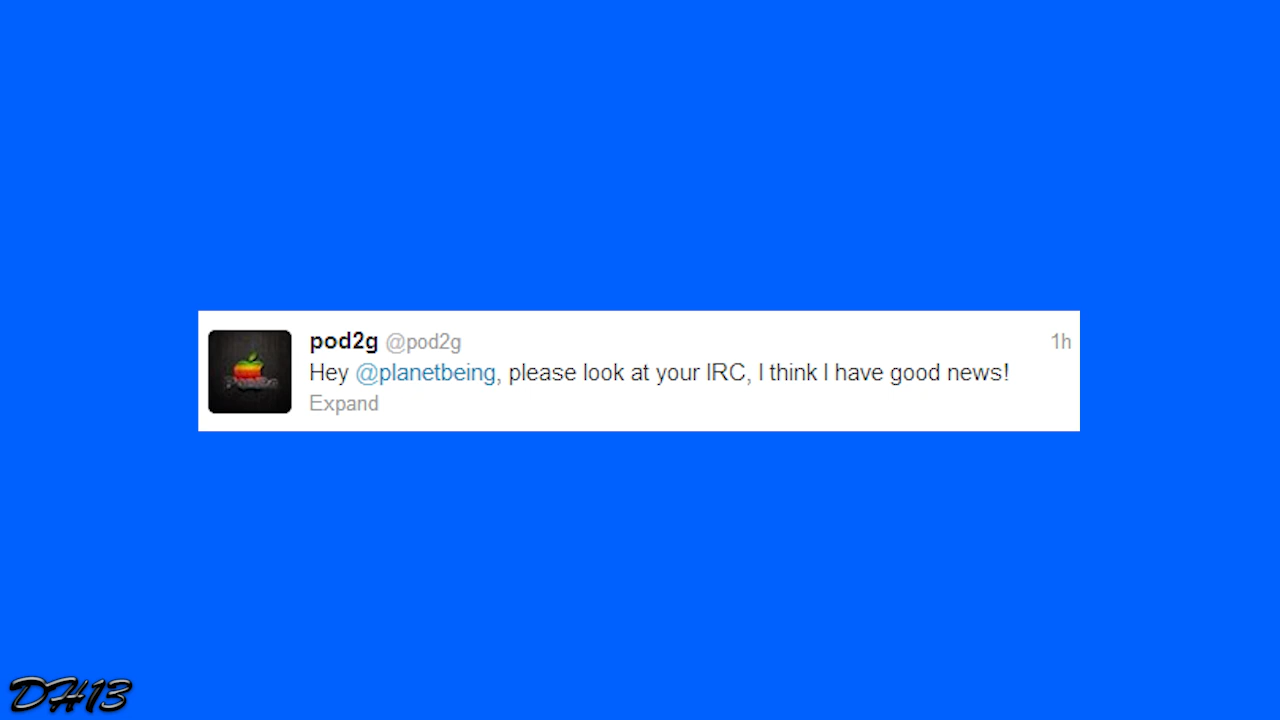 pod2g @pod2g 1h
Hey @planetbeing, please look at your IRC, I think I have good news!
Expand
DH13